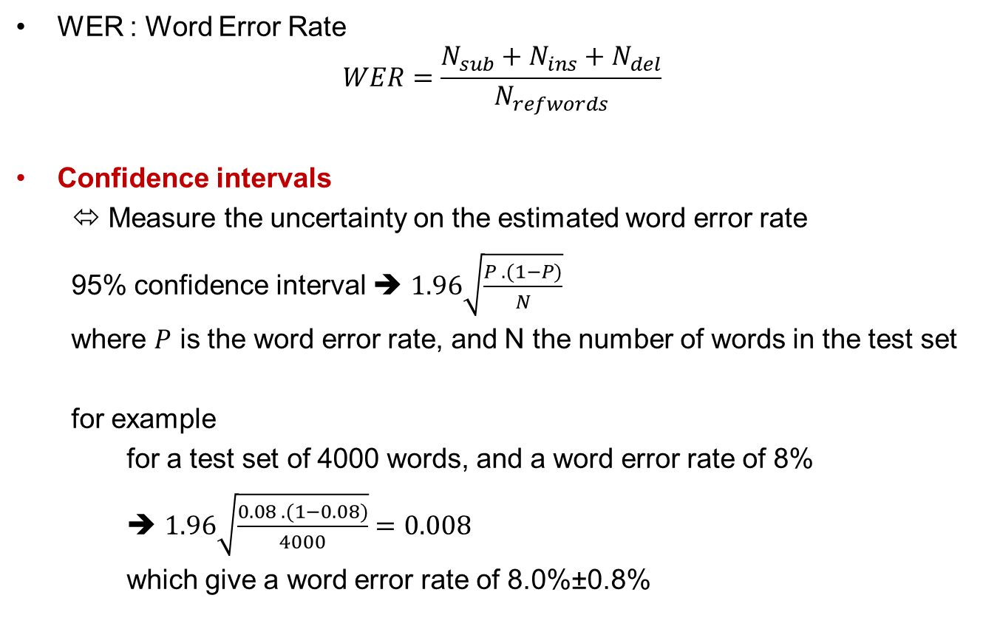 • WER : Word Error Rate
WER = \frac{N_{sub} + N_{ins} + N_{del}}{N_{refwords}}
• Confidence intervals
⬄ Measure the uncertainty on the estimated word error rate
95% confidence interval ➔ 1.96\sqrt{\frac{P .(1−P)}{N}}
where P is the word error rate, and N the number of words in the test set
for example
for a test set of 4000 words, and a word error rate of 8%
➔ 1.96\sqrt{\frac{0.08 .(1−0.08)}{4000}} = 0.008
which give a word error rate of 8.0%±0.8%